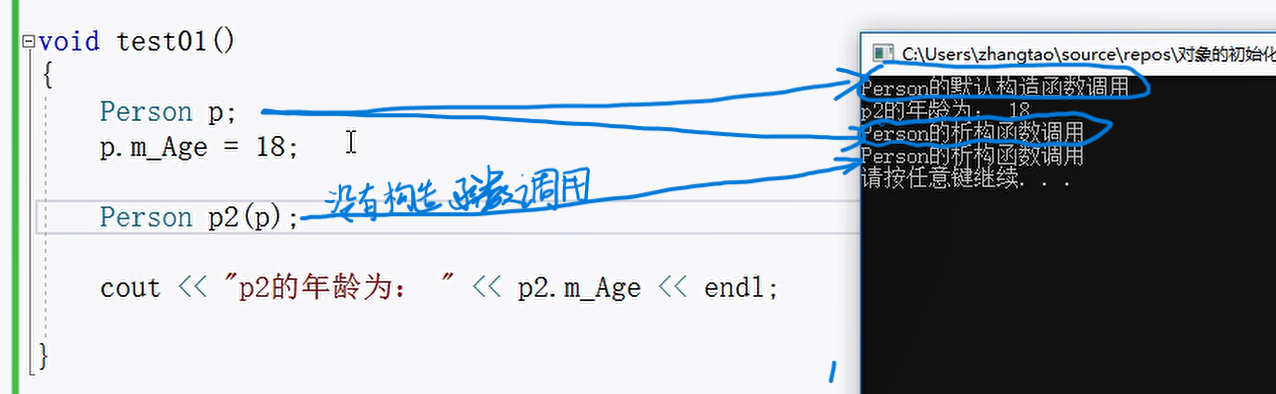 void test01()
{
Person p;
p.m_Age = 18;
没有构造函数调用
Person p2(p);
cout << "p2的年龄为： " << p2.m_Age << endl;
}
C:\Users\zhangtao\source\repos\对象的初始化
Person的默认构造函数调用
p2的年龄为： 18
Person的析构函数调用
Person的析构函数调用
请按任意键继续. . .